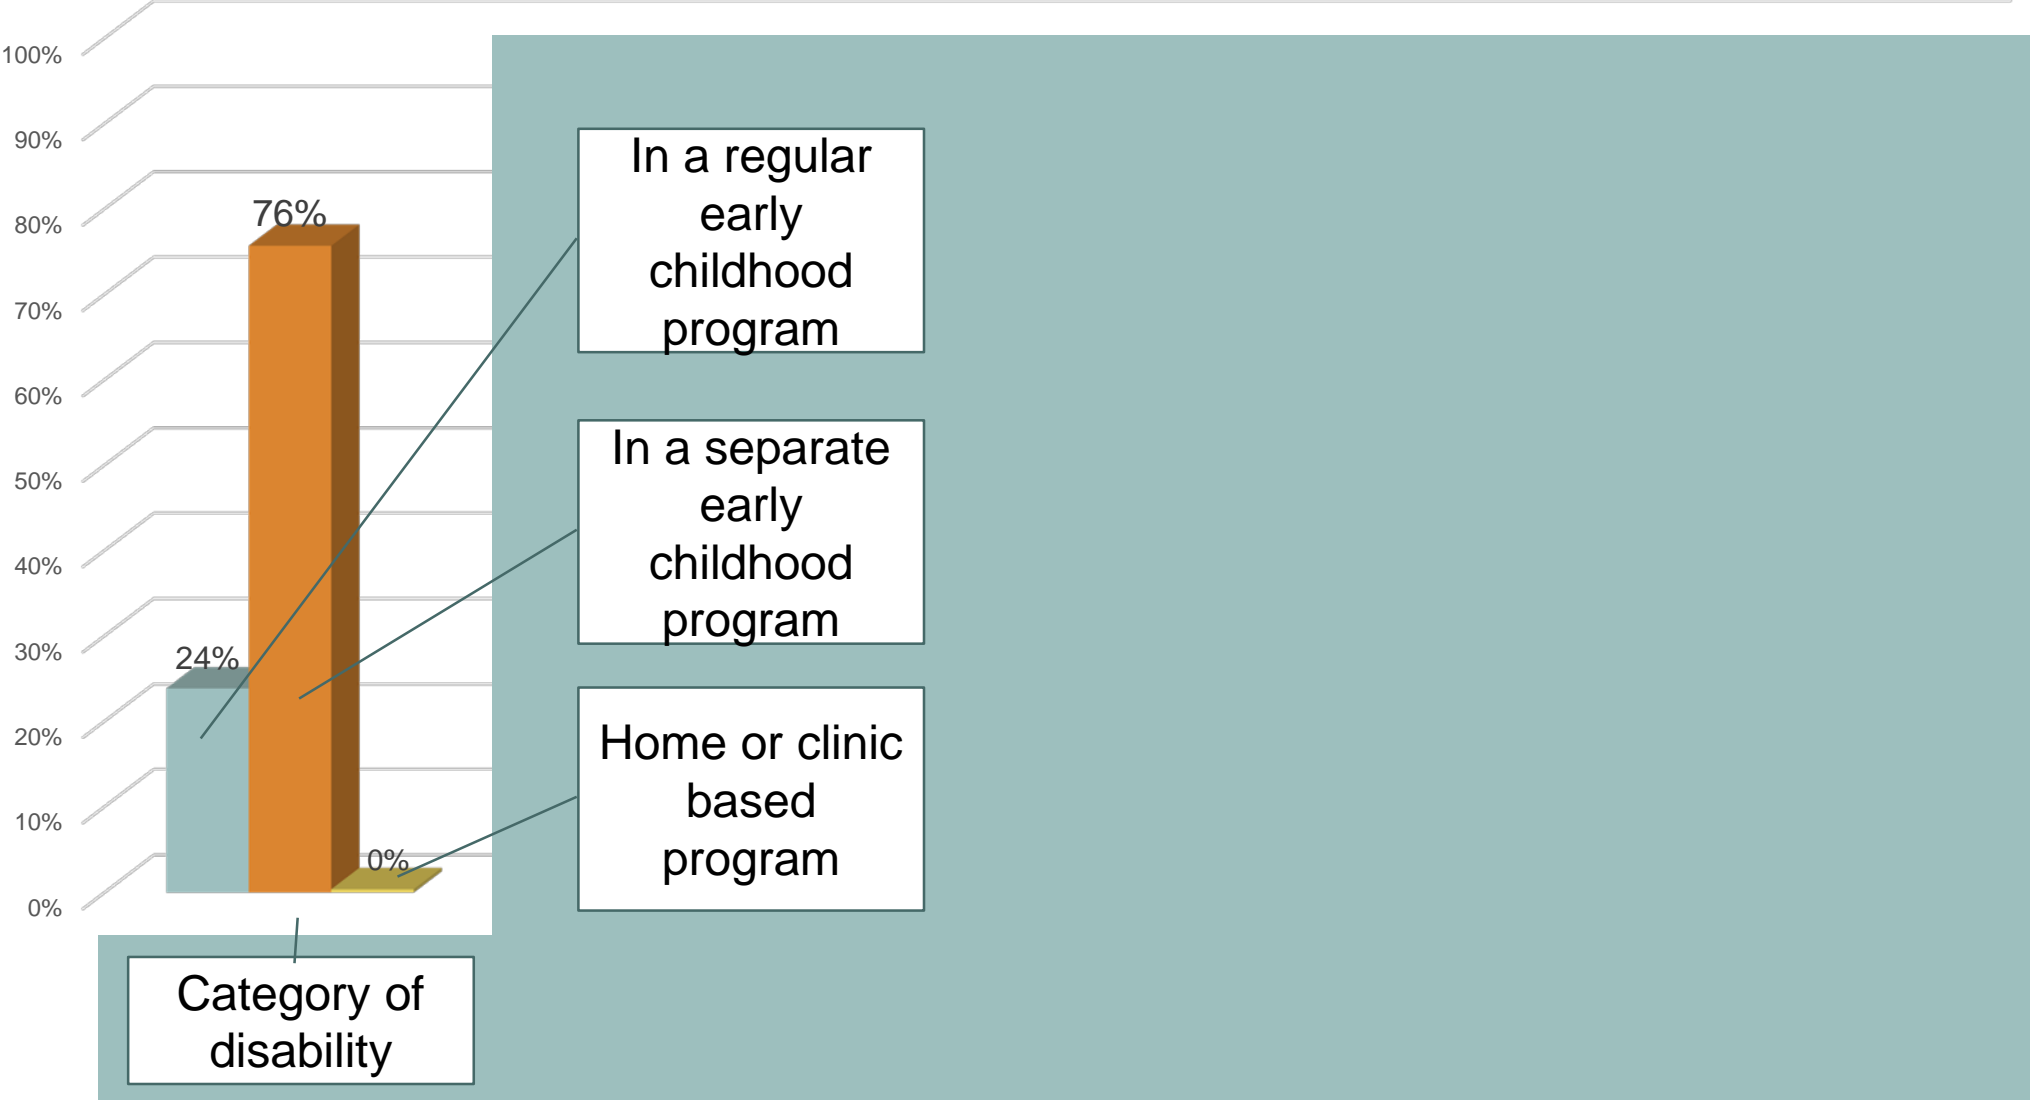 100%
90%
80%
70%
60%
50%
40%
30%
20%
10%
0%
76%
24%
0%
In a regular
early
childhood
program
In a separate
early
childhood
program
Home or clinic
based
program
Category of
disability